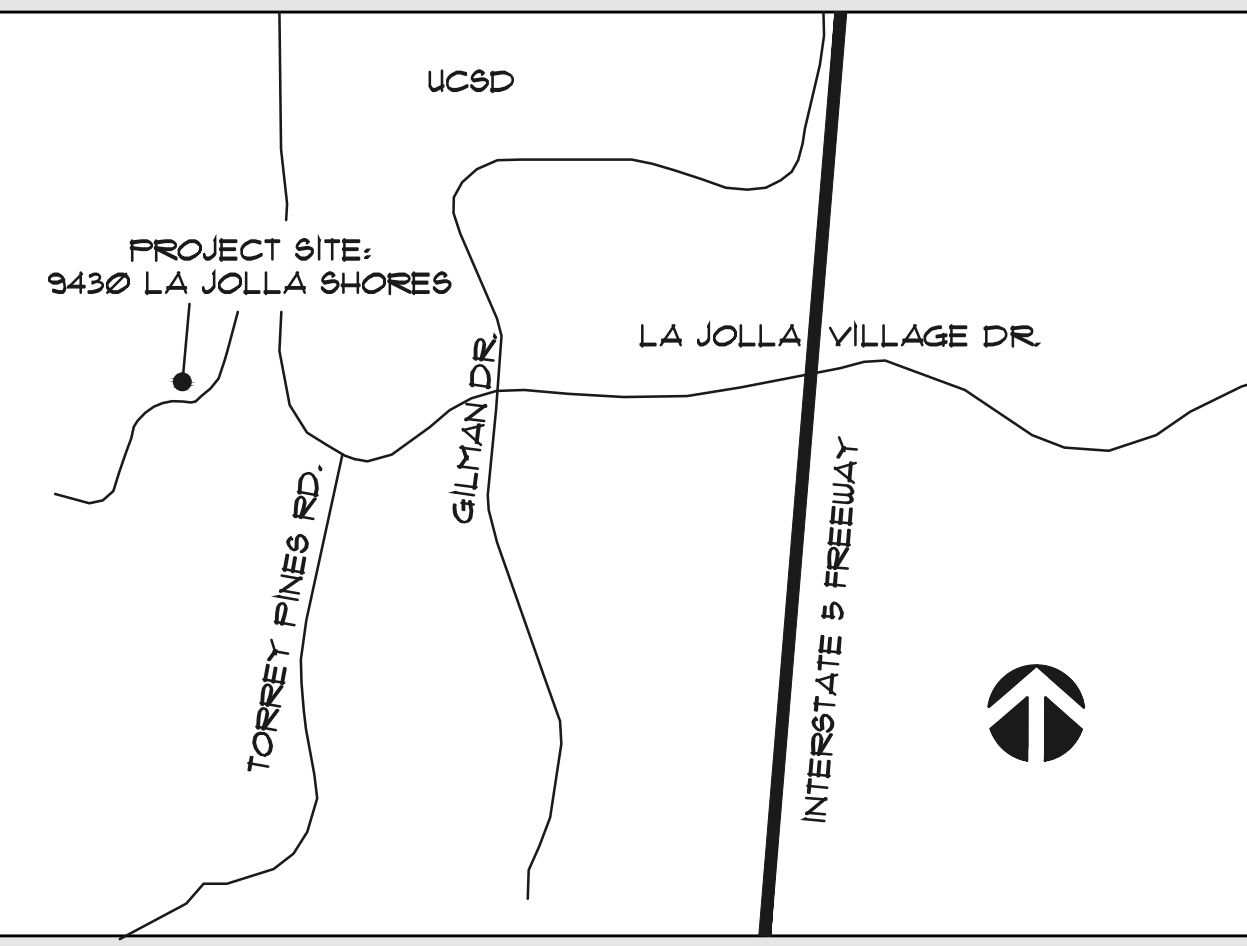 UCSD
PROJECT SITE:
9430 LA JOLLA SHORES
LA JOLLA VILLAGE DR.
GILMAN DR.
TORREY PINES RD.
INTERSTATE 5 FREEWAY